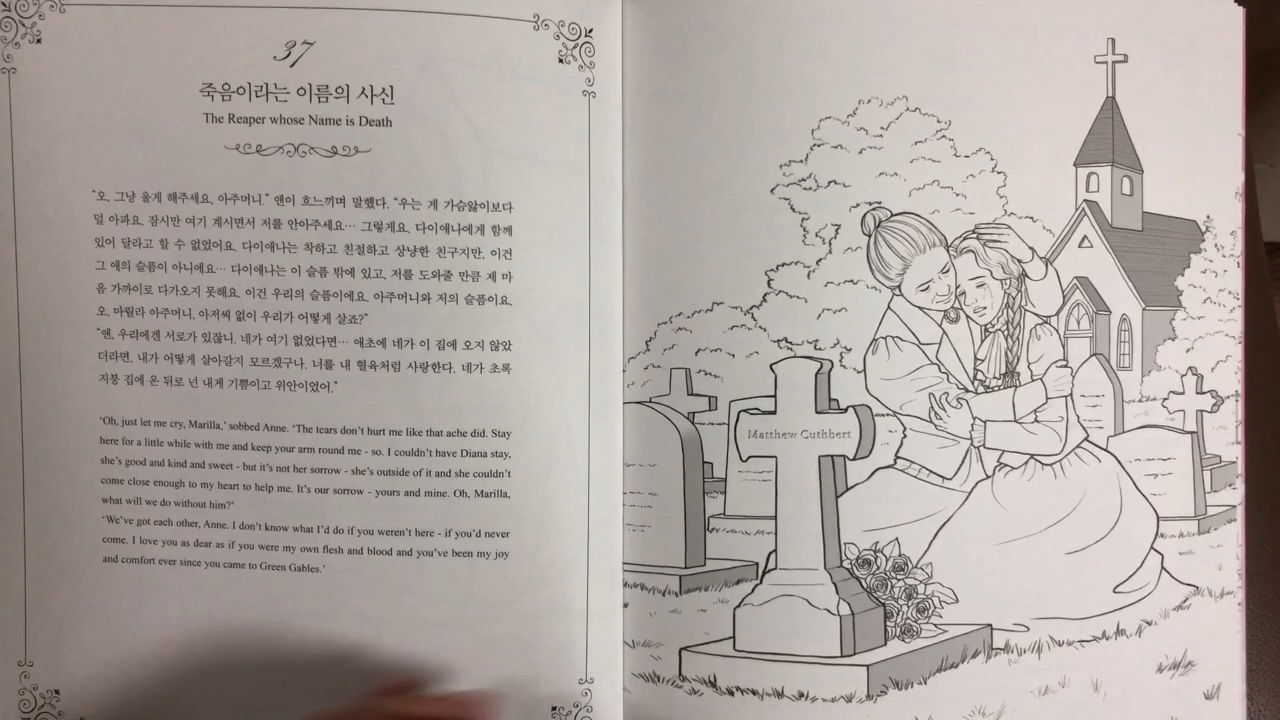 37
죽음이라는 이름의 사신
The Reaper whose Name is Death
“오, 그냥 울게 해주세요, 아주머니.” 앤이 흐느끼며 말했다. “우는 게 가슴앓이보다
덜 아파요. 잠시만 여기 계시면서 저를 안아주세요… 그렇게요. 다이애나에게 함께
있어 달라고 할 수 없었어요. 다이애나는 착하고 친절하고 상냥한 친구지만, 이건
그 애의 슬픔이 아니에요… 다이애나는 이 슬픔 밖에 있고, 저를 도와줄 만큼 제 마
음 가까이로 다가오지 못해요. 이건 우리의 슬픔이에요. 아주머니와 저의 슬픔이요.
오, 마릴라 아주머니, 아저씨 없이 우리가 어떻게 살죠?”
“앤, 우리에겐 서로가 있잖니. 네가 여기 없었다면… 애초에 네가 이 집에 오지 않았
더라면, 내가 어떻게 살아갈지 모르겠구나. 너를 내 혈육처럼 사랑한다. 네가 초록
지붕 집에 온 뒤로 넌 내게 기쁨이고 위안이었어.”
‘Oh, just let me cry, Marilla,’ sobbed Anne. ‘The tears don’t hurt me like that ache did. Stay
here for a little while with me and keep your arm round me - so. I couldn’t have Diana stay,
she’s good and kind and sweet - but it’s not her sorrow - she’s outside of it and she couldn’t
come close enough to my heart to help me. It’s our sorrow - yours and mine. Oh, Marilla,
what will we do without him?’
‘We’ve got each other, Anne. I don’t know what I’d do if you weren’t here - if you’d never
come. I love you as dear as if you were my own flesh and blood and you’ve been my joy
and comfort ever since you came to Green Gables.’
Matthew Cuthbert